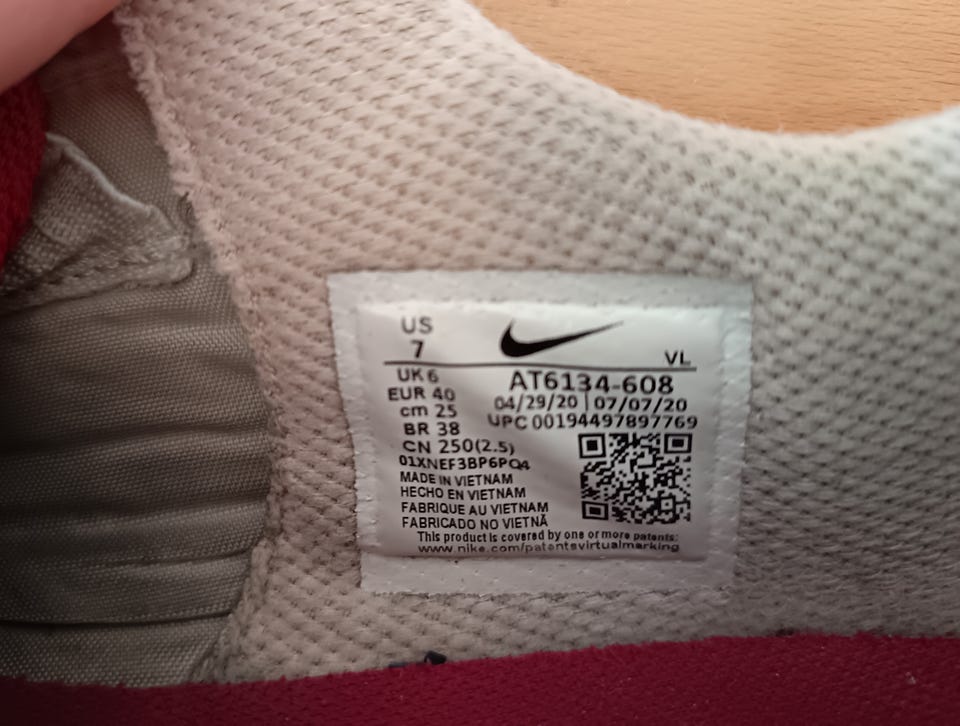 US
7
VL
UK 6
EUR 40
cm 25
BR 38
CN 250(2.5)
AT6134-608
04/29/20 | 07/07/20
UPC 00194497897769
01XNEF3BP6PQ4
MADE IN VIETNAM
HECHO EN VIETNAM
FABRIQUE AU VIETNAM
FABRICADO NO VIETNÃ
This product is covered by one or more patents:
www.nike.com/patentsvirtualmarking